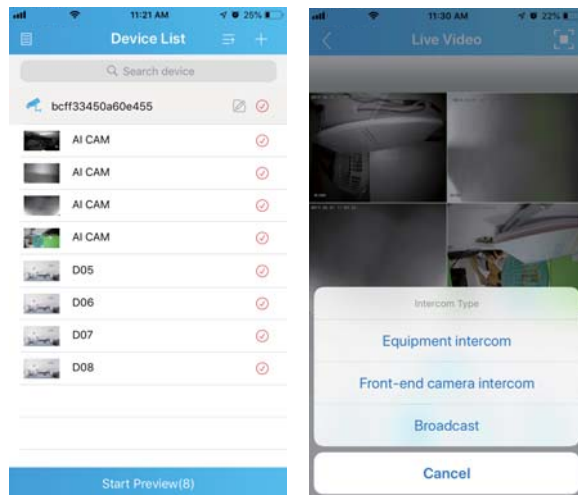 11:21 AM
25%
Device List
Search device
bcff33450a60e455
AI CAM
AI CAM
AI CAM
AI CAM
D05
D06
D07
D08
Start Preview(8)
11:30 AM
22%
Live Video
Intercom Type
Equipment intercom
Front-end camera intercom
Broadcast
Cancel